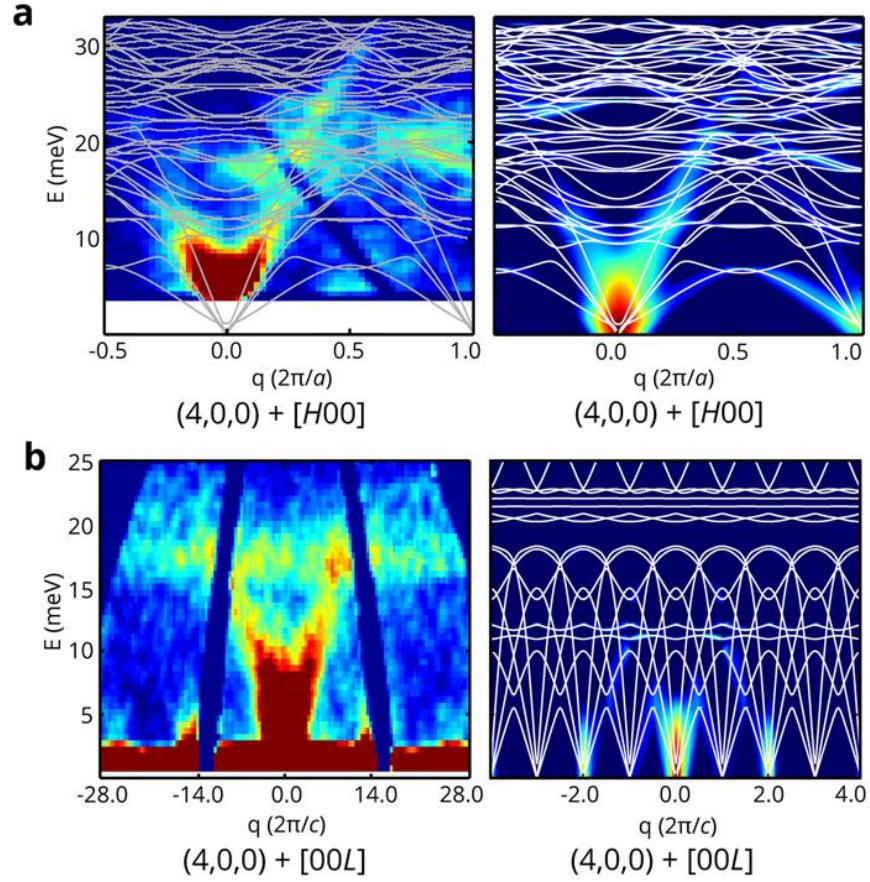 a
30
20
10
E (meV)
-0.5 0.0 0.5 1.0
q (2π/a)
(4,0,0) + [H00]
0.0 0.5 1.0
q (2π/a)
(4,0,0) + [H00]
b
25
20
15
10
5
E (meV)
-28.0 -14.0 0.0 14.0 28.0
q (2π/c)
(4,0,0) + [00L]
-2.0 0.0 2.0 4.0
q (2π/c)
(4,0,0) + [00L]